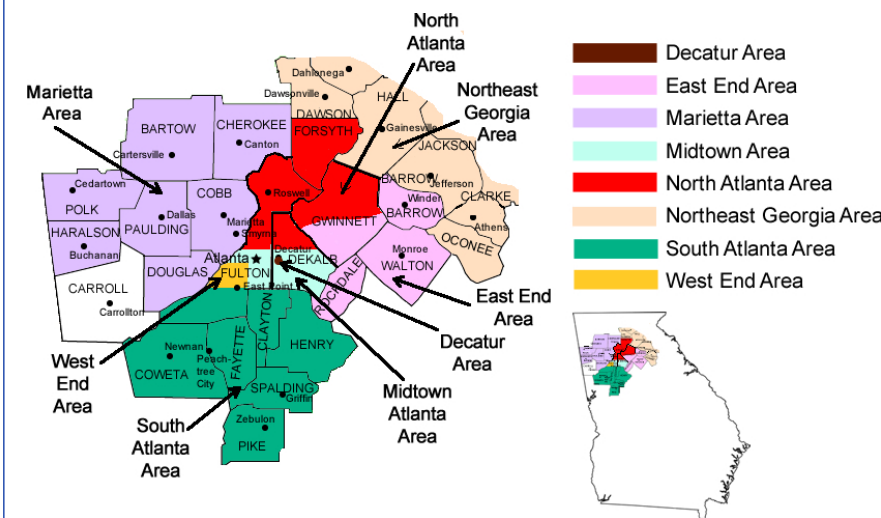 North
Atlanta
Area
Marietta
Area
Northeast
Georgia
Area
Dahlonega
Dawsonville
HALL
DAWSON
BARTOW
CHEROKEE
FORSYTH
Gainesville
Canton
JACKSON
Cartersville
BARROW
Jefferson
Cedartown
COBB
Roswell
CLARKE
POLK
Winder
BARROW
Dallas
Marietta
GWINNETT
Athens
HARALSON
PAULDING
Smyrna
OCONEE
Buchanan
Monroe
WALTON
Atlanta
Decatur
DEKALB
DOUGLAS
FULTON
CARROLL
East Point
ROCKDALE
Carrollton
CLAYTON
East End
Area
Decatur
Area
West
End
Area
Newnan
Peach-
tree
City
FAYETTE
HENRY
COWETA
SPALDING
Griffin
Midtown
Atlanta
Area
South
Atlanta
Area
Zebulon
PIKE
Decatur Area
East End Area
Marietta Area
Midtown Area
North Atlanta Area
Northeast Georgia Area
South Atlanta Area
West End Area